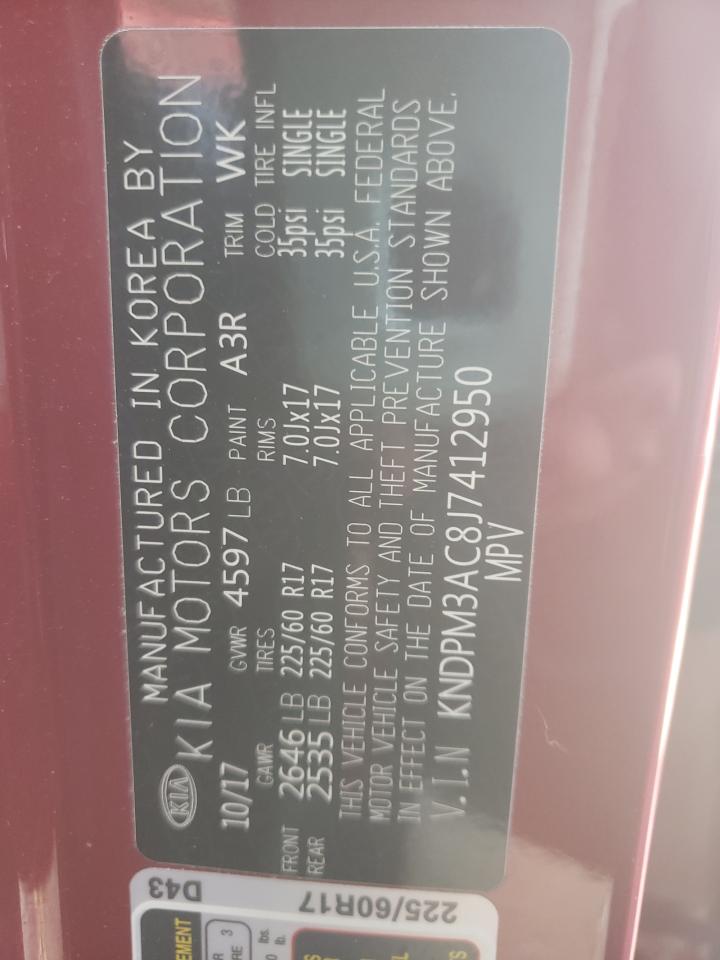 MANUFACTURED IN KOREA BY
KIA KIA MOTORS CORPORATION
10/17 GVWR 4597 LB PAINT A3R TRIM WK
GAWR TIRES RIMS COLD TIRE INFL
FRONT 2646 LB 225/60 R17 7.0Jx17 35psi SINGLE
REAR 2535 LB 225/60 R17 7.0Jx17 35psi SINGLE
THIS VEHICLE CONFORMS TO ALL APPLICABLE U.S.A. FEDERAL
MOTOR VEHICLE SAFETY AND THEFT PREVENTION STANDARDS
IN EFFECT ON THE DATE OF MANUFACTURE SHOWN ABOVE.
V.I.N KNDPM3AC8J7412950
MPV
D43
225/60R17